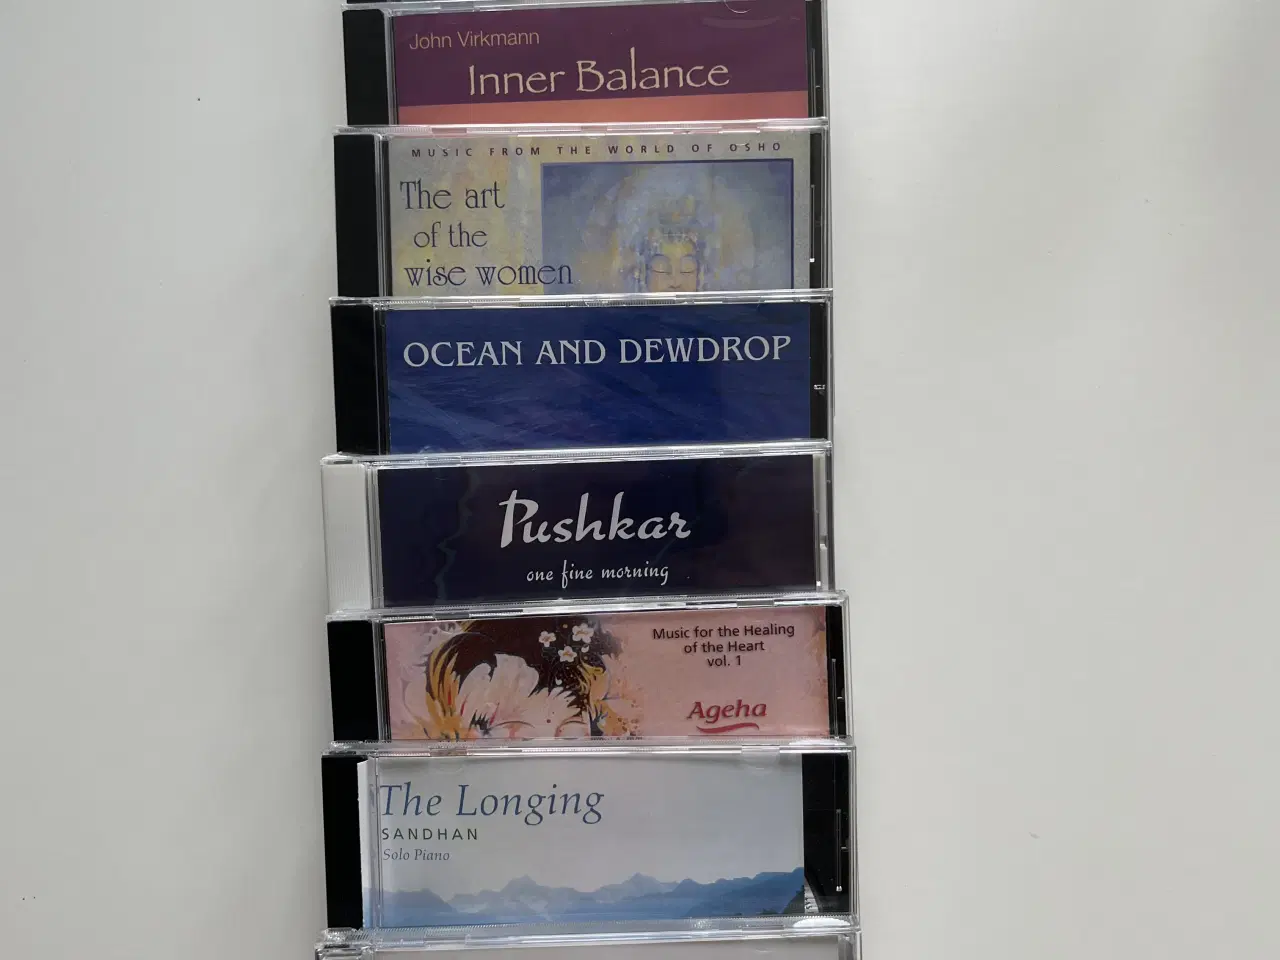 John Virkmann
Inner Balance
MUSIC FROM THE WORLD OF OSHO
The art
of the
wise women
OCEAN AND DEWDROP
Pushkar
one fine morning
Music for the Healing
of the Heart
vol. 1
Ageha
The Longing
SANDHAN
Solo Piano